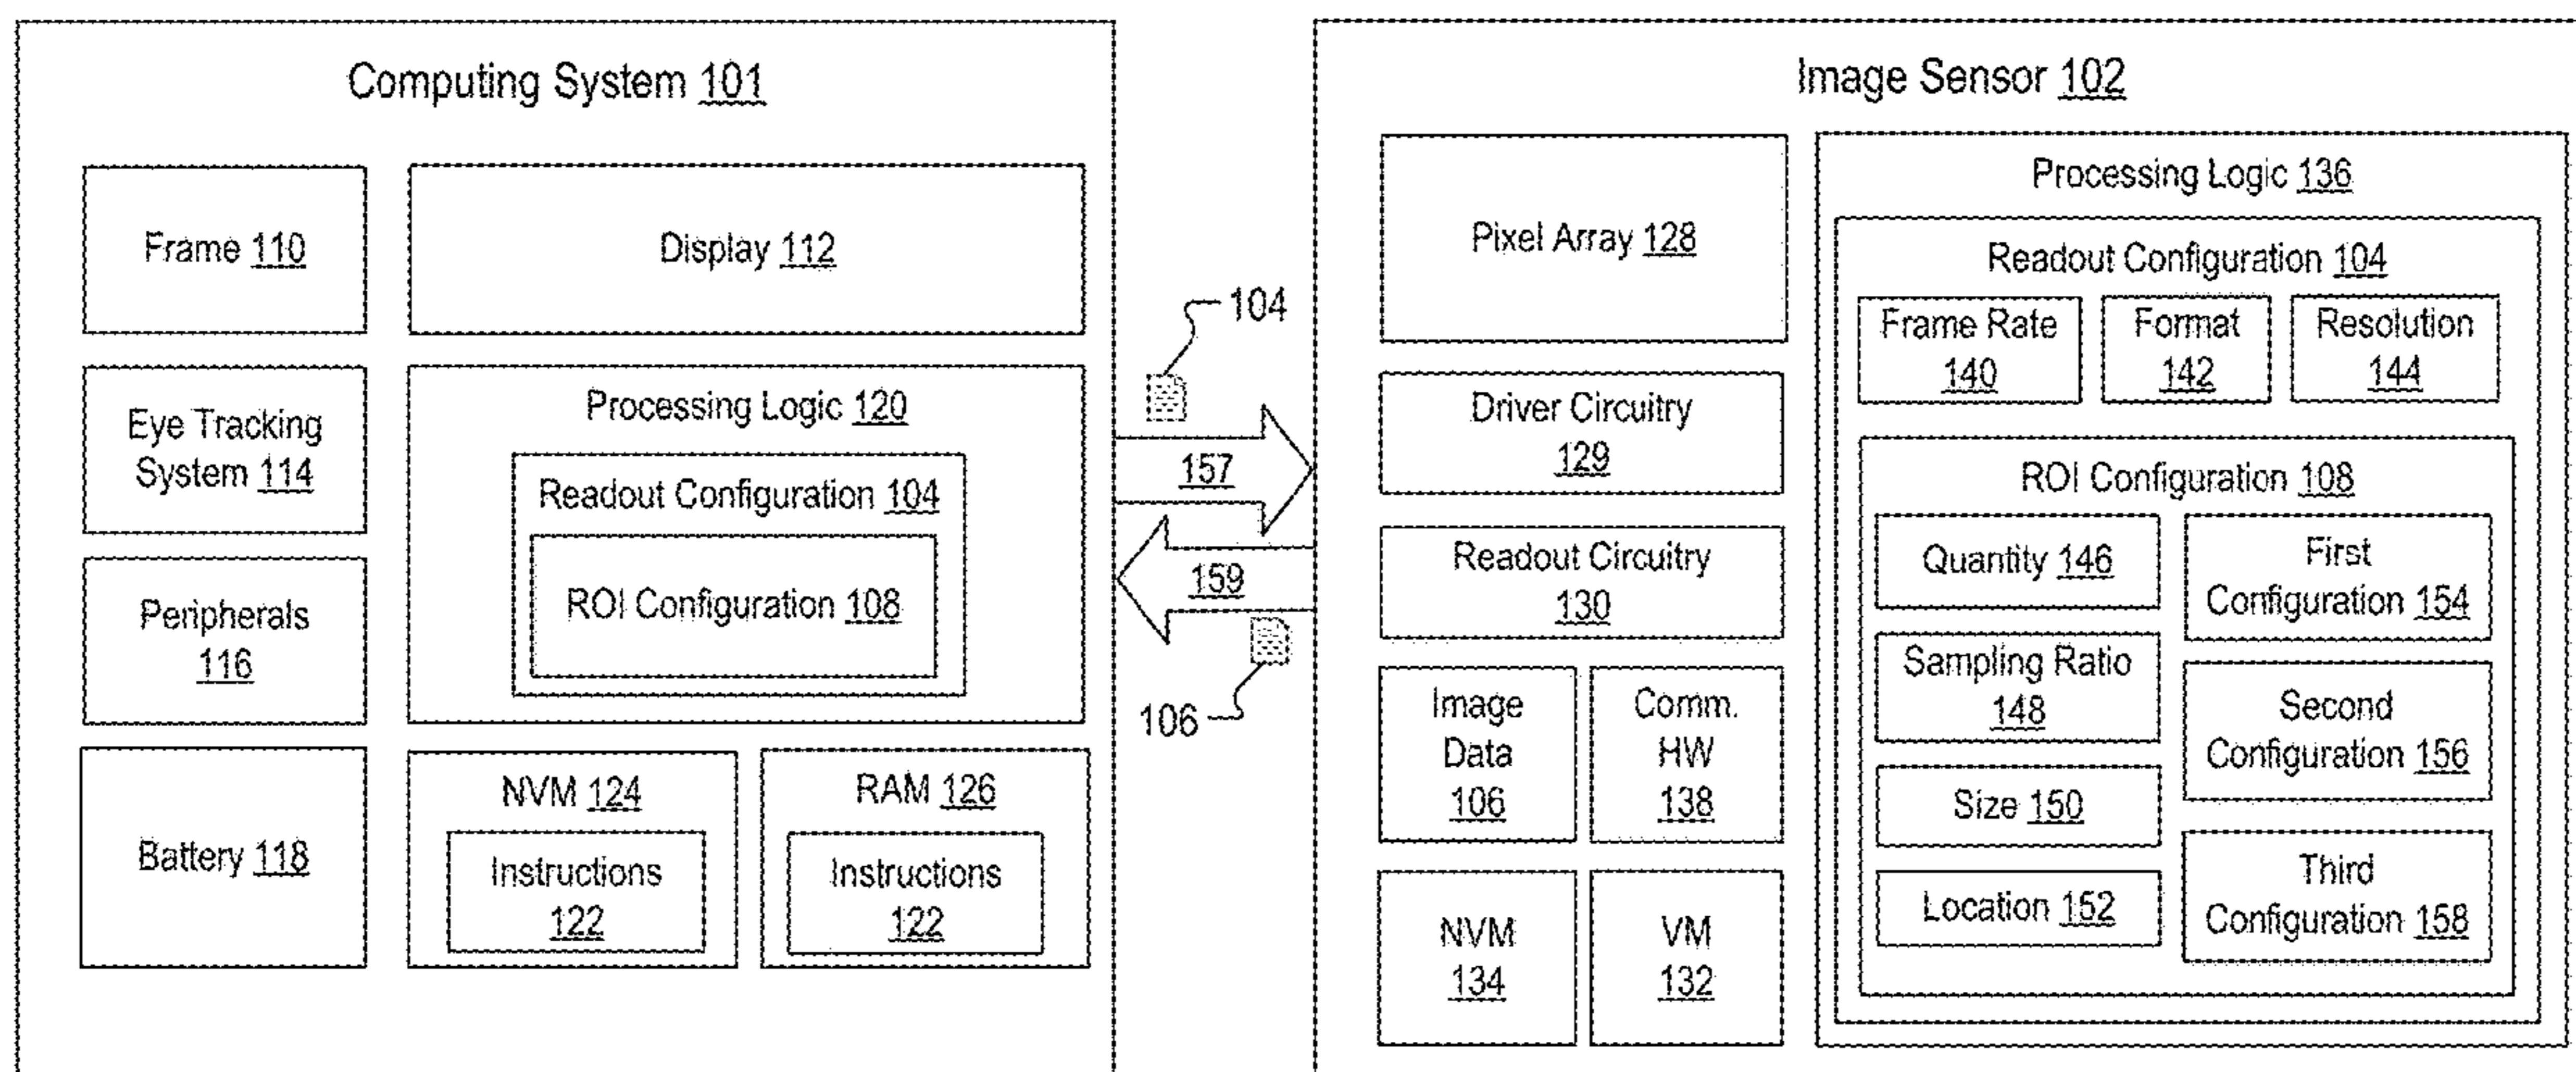 Computing System 101
Frame 110
Display 112
Eye Tracking
System 114
Processing Logic 120
Readout Configuration 104
ROI Configuration 108
Peripherals
116
Battery 118
NVM 124
Instructions
122
RAM 126
Instructions
122
104
157
159
106
Image Sensor 102
Pixel Array 128
Driver Circuitry
129
Readout Circuitry
130
Image
Data
106
Comm.
HW
138
NVM
134
VM
132
Processing Logic 136
Readout Configuration 104
Frame Rate
140
Format
142
Resolution
144
ROI Configuration 108
Quantity 146
Sampling Ratio
148
Size 150
Location 152
First
Configuration 154
Second
Configuration 156
Third
Configuration 158